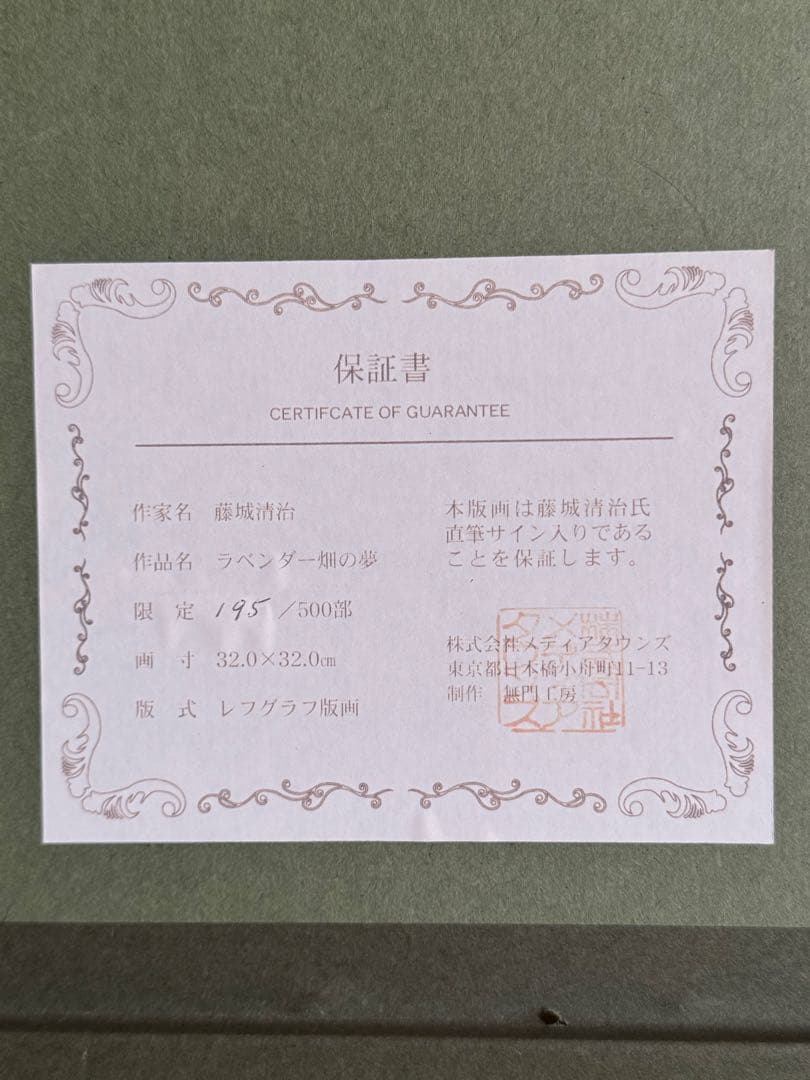 保証書
CERTIFCATE OF GUARANTEE
作家名 藤城清治
作品名 ラベンダー畑の夢
限 定 195 /500部
画 寸 32.0×32.0㎝
版 式 レフグラフ版画
本版画は藤城清治氏
直筆サイン入りである
ことを保証します。
株式会社メディアタウンズ
東京都日本橋小舟町11-13
制作 無門工房